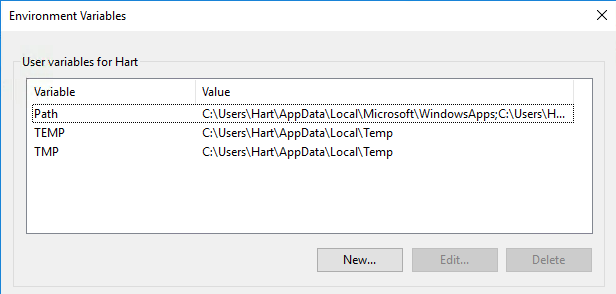 Environment Variables
User variables for Hart
Variable Value
Path C:\Users\Hart\AppData\Local\Microsoft\WindowsApps;C:\Users\H...
TEMP C:\Users\Hart\AppData\Local\Temp
TMP C:\Users\Hart\AppData\Local\Temp
New... Edit... Delete